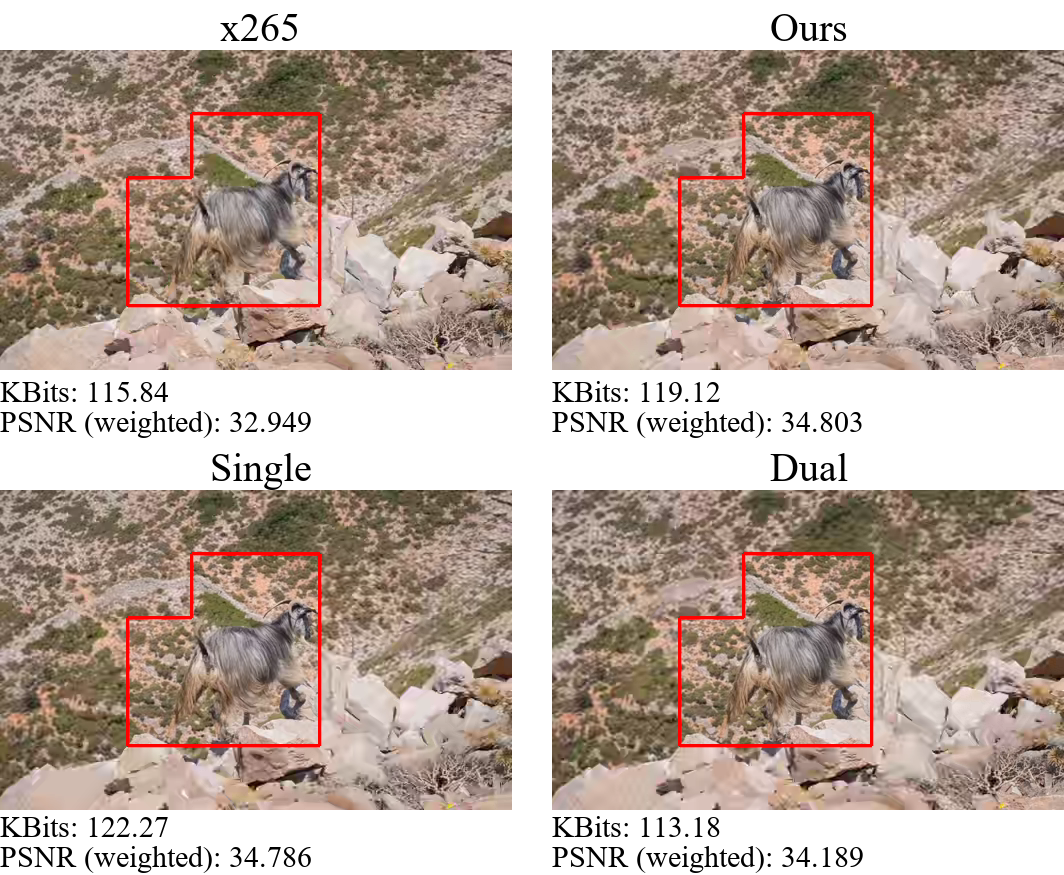 x265
Ours
KBits: 115.84
PSNR (weighted): 32.949
KBits: 119.12
PSNR (weighted): 34.803
Single
Dual
KBits: 122.27
PSNR (weighted): 34.786
KBits: 113.18
PSNR (weighted): 34.189